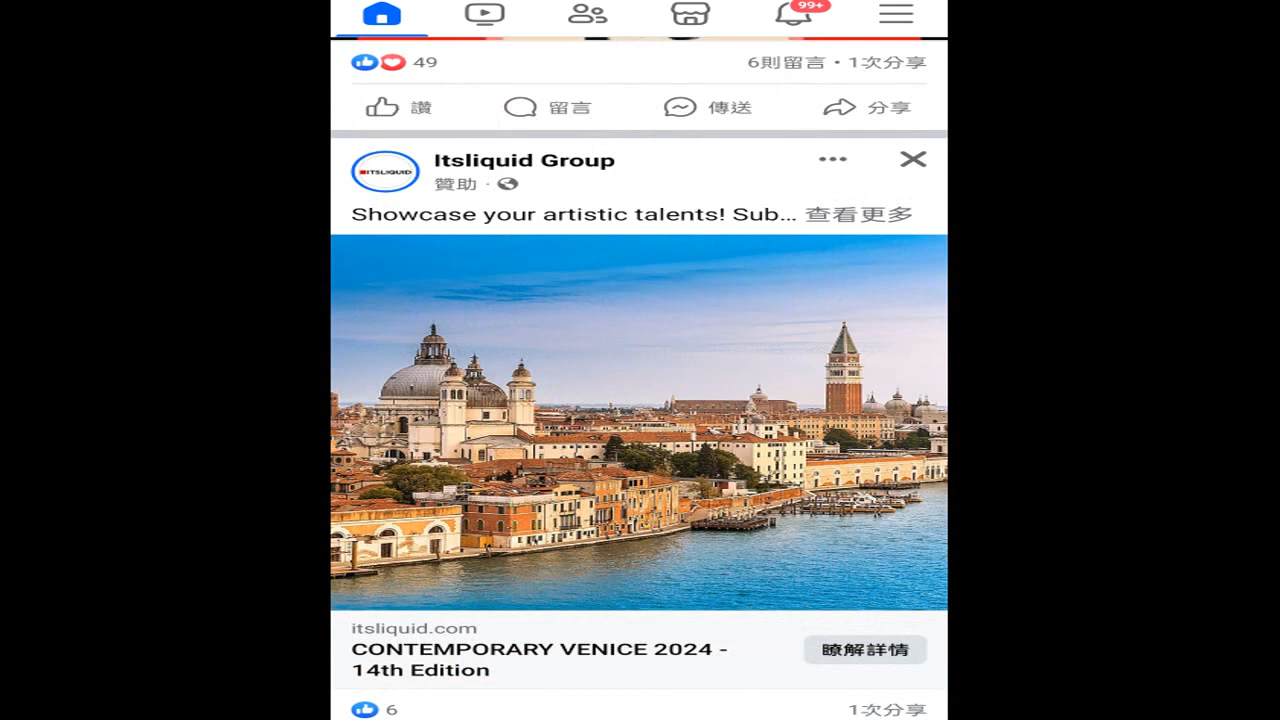 99+
49
6則留言・1次分享
讚 留言 傳送 分享
ITSLIQUID
Itsliquid Group
贊助 ·
Showcase your artistic talents! Sub... 查看更多
itsliquid.com
CONTEMPORARY VENICE 2024 -
14th Edition
瞭解詳情
6
1次分享